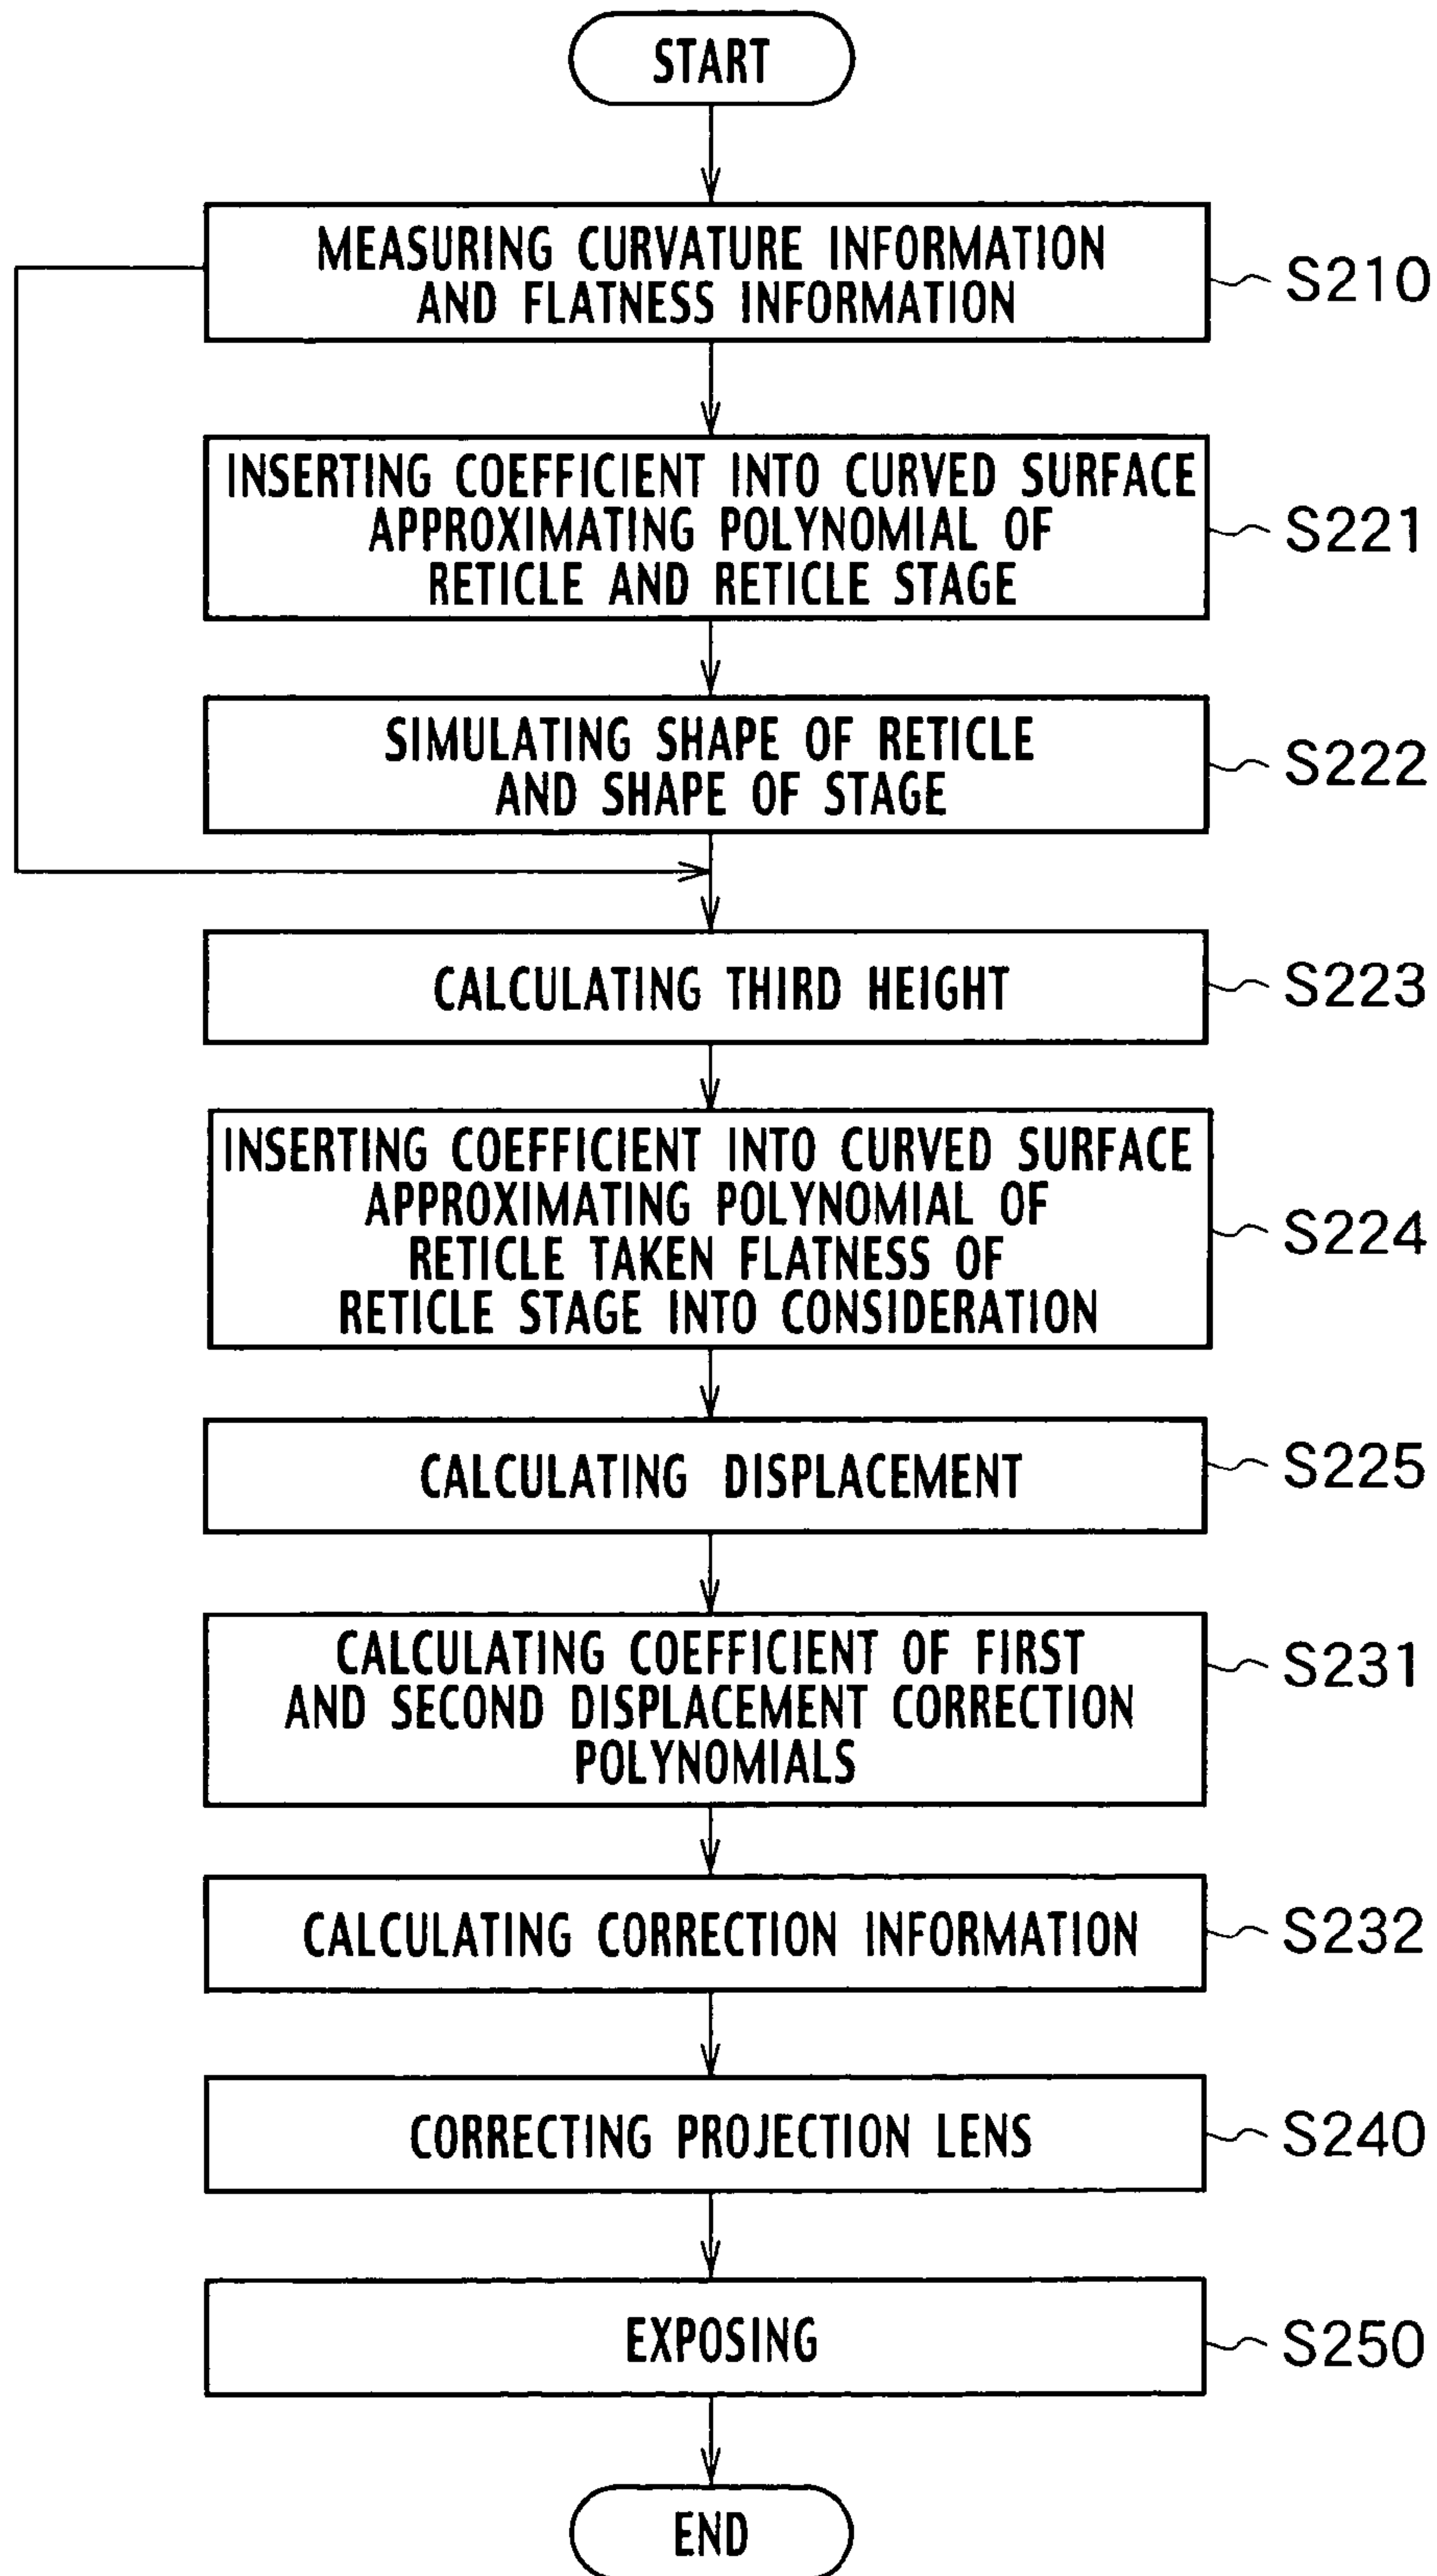 START
MEASURING CURVATURE INFORMATION
AND FLATNESS INFORMATION
S210
INSERTING COEFFICIENT INTO CURVED SURFACE
APPROXIMATING POLYNOMIAL OF
RETICLE AND RETICLE STAGE
S221
SIMULATING SHAPE OF RETICLE
AND SHAPE OF STAGE
S222
CALCULATING THIRD HEIGHT
S223
INSERTING COEFFICIENT INTO CURVED SURFACE
APPROXIMATING POLYNOMIAL OF
RETICLE TAKEN FLATNESS OF
RETICLE STAGE INTO CONSIDERATION
S224
CALCULATING DISPLACEMENT
S225
CALCULATING COEFFICIENT OF FIRST
AND SECOND DISPLACEMENT CORRECTION
POLYNOMIALS
S231
CALCULATING CORRECTION INFORMATION
S232
CORRECTING PROJECTION LENS
S240
EXPOSING
S250
END